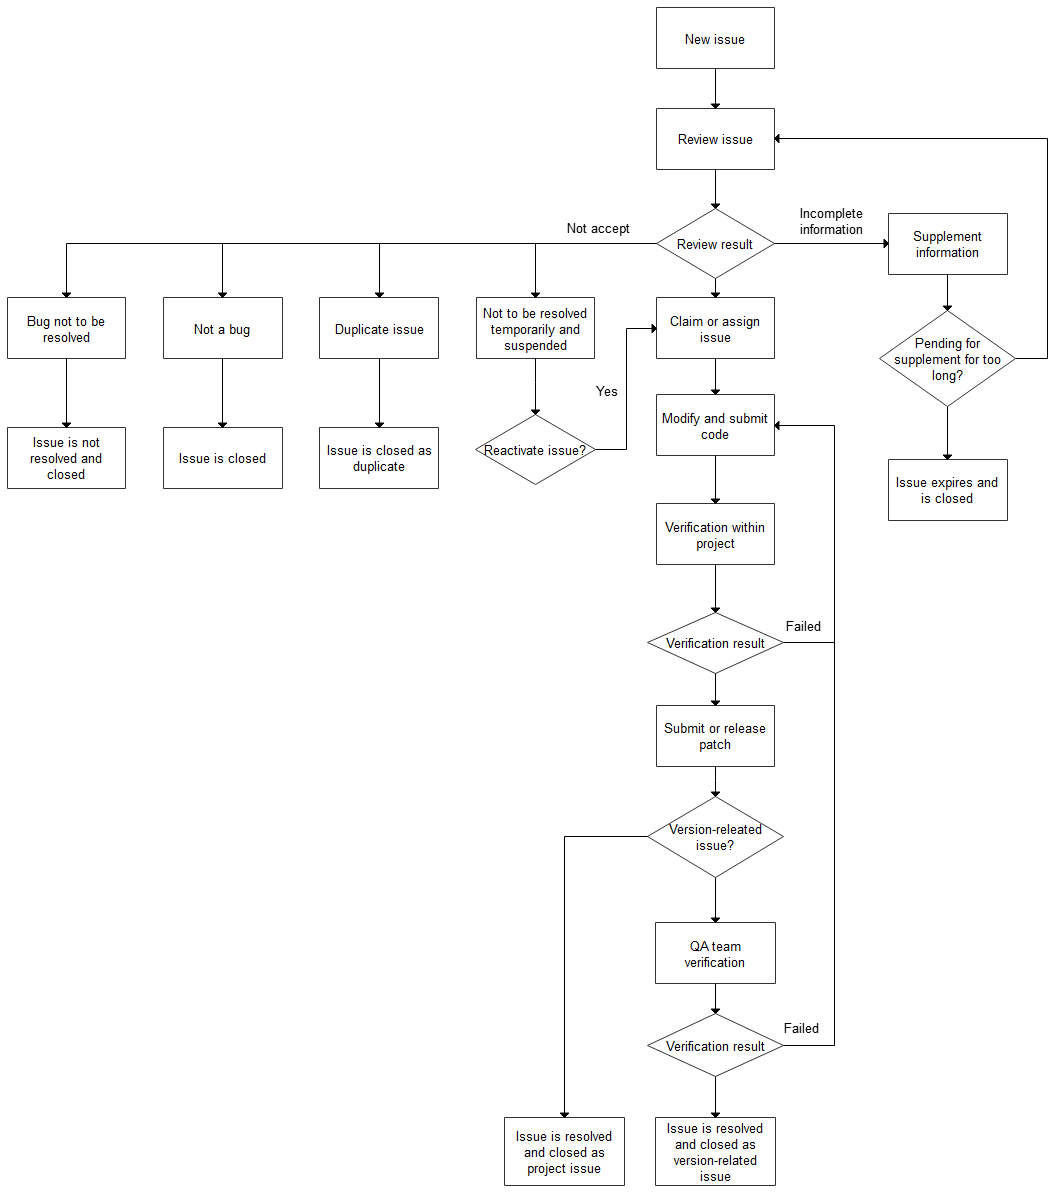 New issue
Review issue
Not accept
Incomplete
information
Review result
Supplement
information
Bug not to be
resolved
Not a bug
Duplicate issue
Not to be resolved
temporarily and
suspended
Claim or assign
issue
Pending for
supplement for too
long?
Yes
Modify and submit
code
Issue is not
resolved and
closed
Issue is closed
Issue is closed as
duplicate
Reactivate issue?
Issue expires and
is closed
Verification within
project
Failed
Verification result
Submit or release
patch
Version-releated
issue?
QA team
verification
Failed
Verification result
Issue is resolved
and closed as
project issue
Issue is resolved
and closed as
version-related
issue